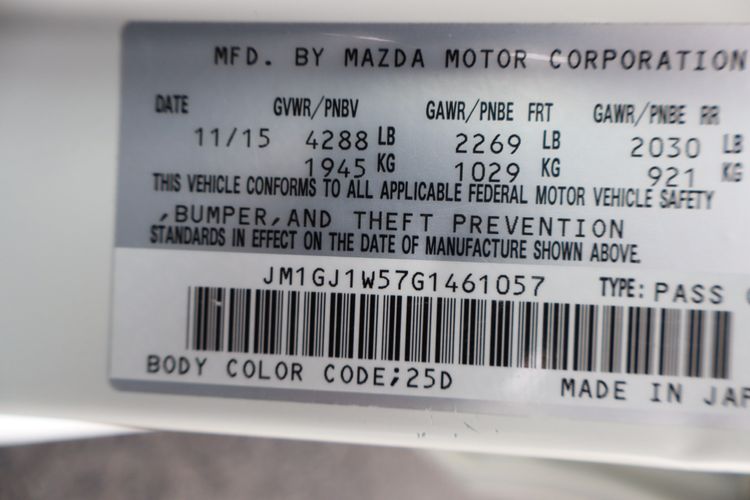 MFD. BY MAZDA MOTOR CORPORATION
DATE GVWR/PNBV GAWR/PNBE FRT GAWR/PNBE RR
11/15 4288 LB 2269 LB 2030 LB
1945 KG 1029 KG 921 KG
THIS VEHICLE CONFORMS TO ALL APPLICABLE FEDERAL MOTOR VEHICLE SAFETY
,BUMPER,AND THEFT PREVENTION
STANDARDS IN EFFECT ON THE DATE OF MANUFACTURE SHOWN ABOVE.
JM1GJ1W57G1461057 TYPE: PASS
BODY COLOR CODE;25D MADE IN JAP